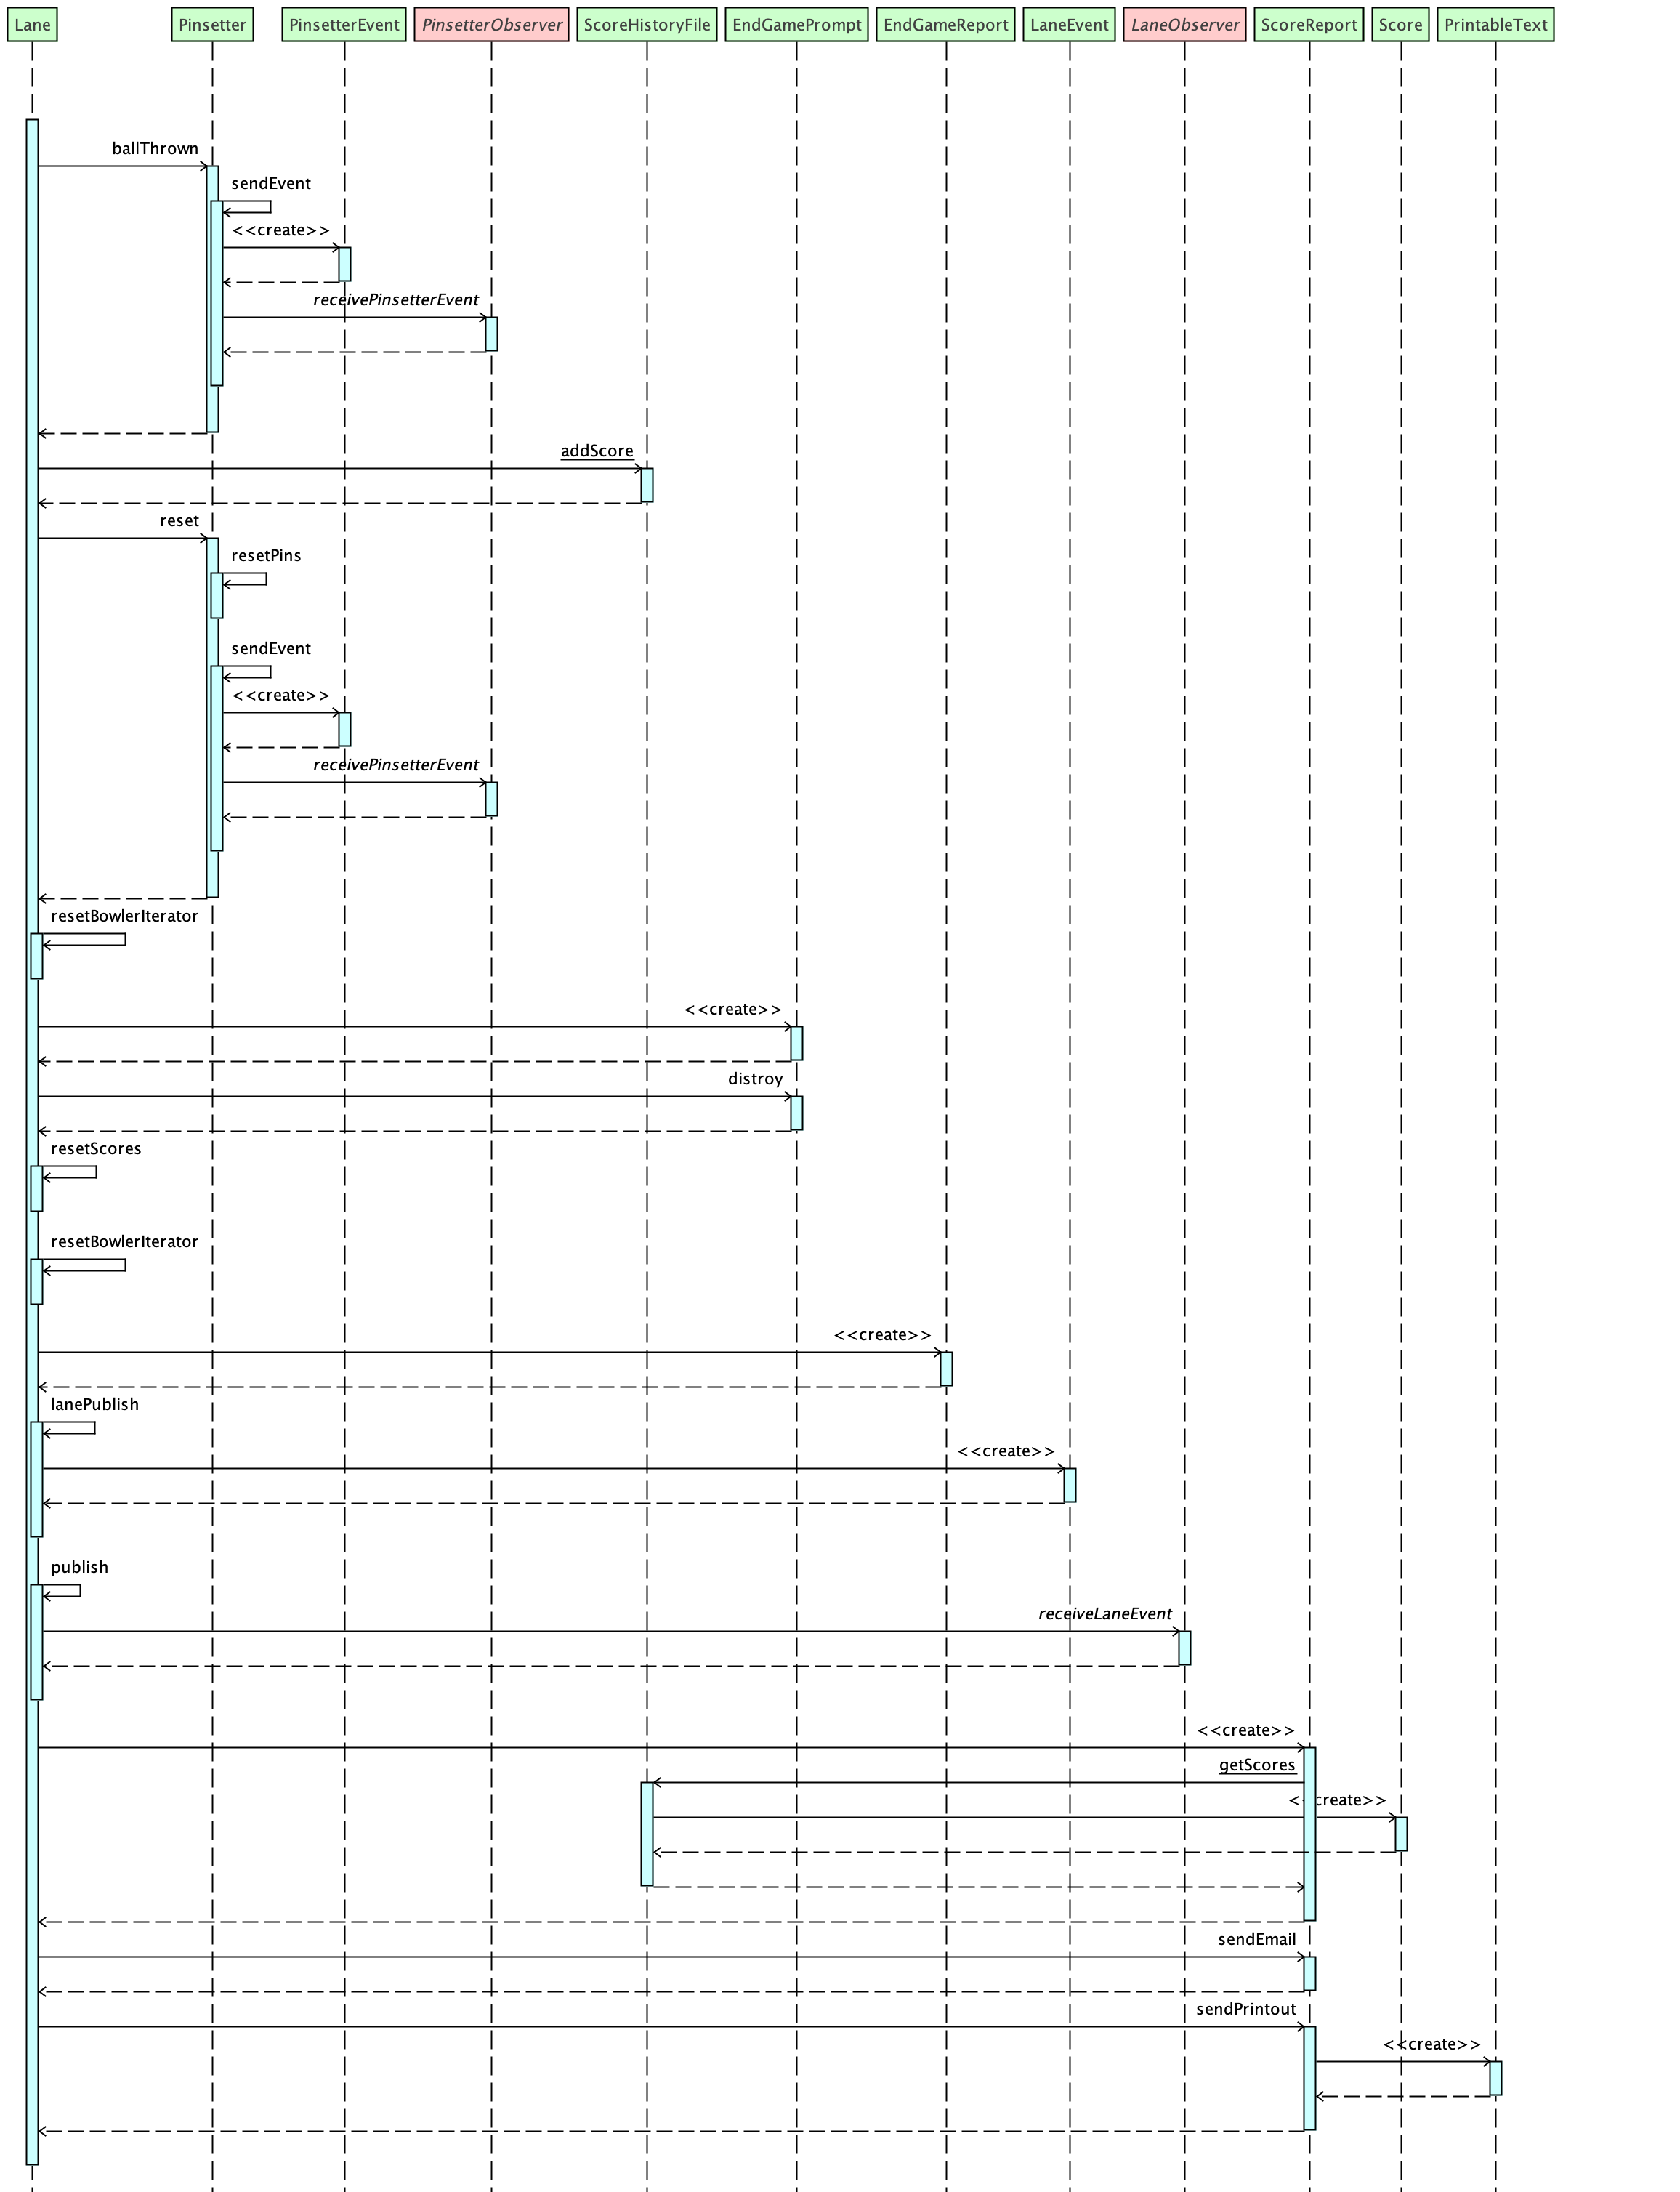 Lane Pinsetter PinsetterEvent PinsetterObserver ScoreHistoryFile EndGamePrompt EndGameReport LaneEvent LaneObserver ScoreReport Score PrintableText
ballThrown
sendEvent
<<create>>
receivePinsetterEvent
addScore
reset
resetPins
sendEvent
<<create>>
receivePinsetterEvent
resetBowlerIterator
<<create>>
distroy
resetScores
resetBowlerIterator
<<create>>
lanePublish
<<create>>
publish
receiveLaneEvent
<<create>>
getScores
<<create>>
sendEmail
sendPrintout
<<create>>